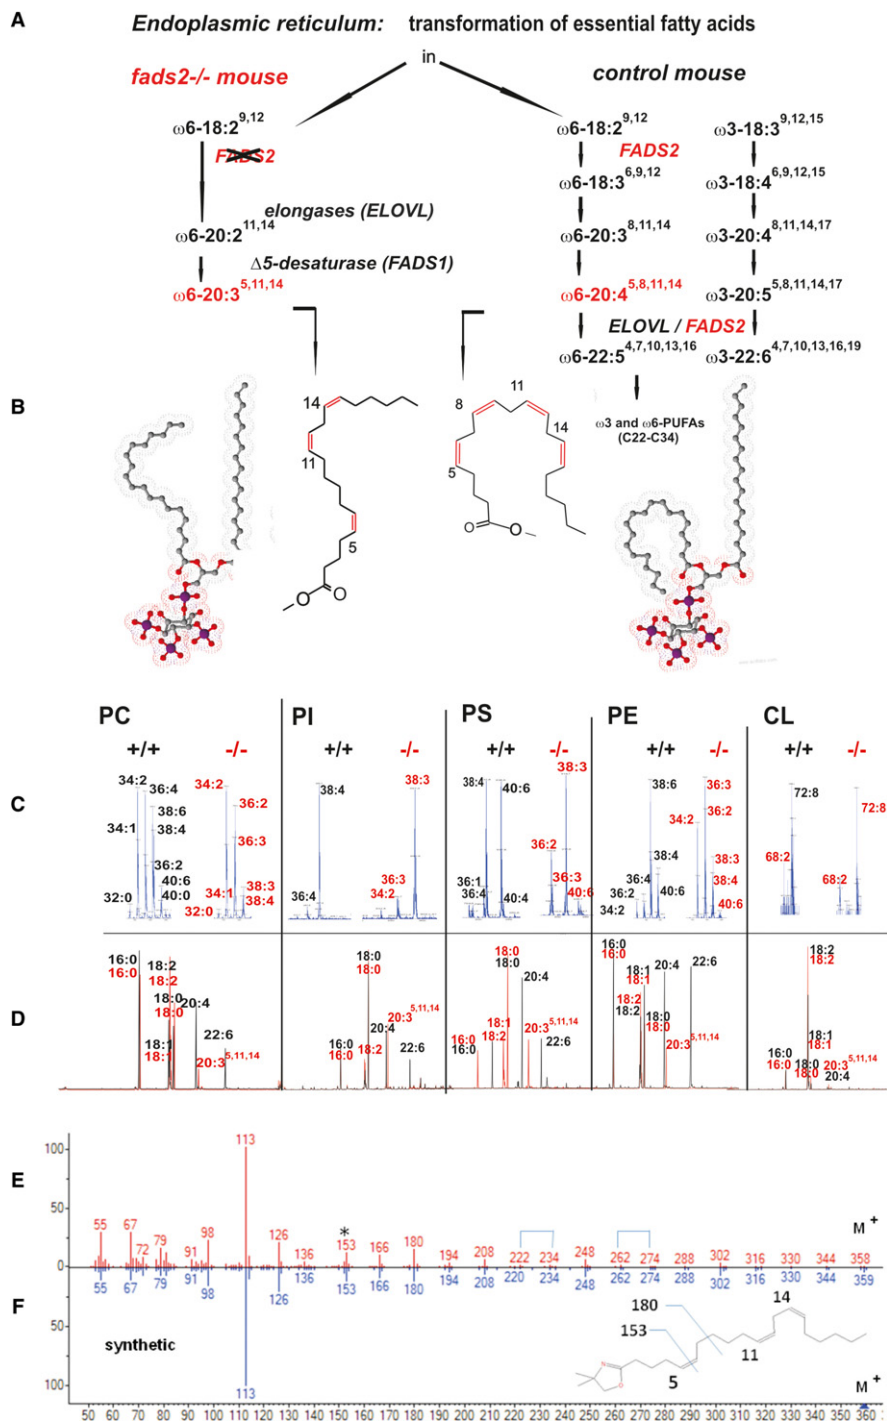 A
Endoplasmic reticulum: transformation of essential fatty acids
in
fads2-/- mouse
control mouse
ω6-18:2 9,12
FADS2
elongases (ELOVL)
ω6-20:2 11,14
Δ5-desaturase (FADS1)
ω6-20:3 5,11,14
ω6-18:2 9,12
ω3-18:3 9,12,15
FADS2
ω6-18:3 6,9,12
ω3-18:4 6,9,12,15
ω6-20:3 8,11,14
ω3-20:4 8,11,14,17
ω6-20:4 5,8,11,14
ω3-20:5 5,8,11,14,17
ELOVL / FADS2
ω6-22:5 4,7,10,13,16
ω3-22:6 4,7,10,13,16,19
ω3 and ω6-PUFAs
(C22-C34)
B
14
11
5
O
O
11
8
14
5
O
O
PC
PI
PS
PE
CL
+/+ -/-
+/+ -/-
+/+ -/-
+/+ -/-
+/+ -/-
C
34:2
36:4
38:6
34:1
38:4
36:2
40:6
32:0
40:0
34:2
36:2
36:3
34:1
38:3
32:0
38:4
38:4
36:4
38:3
36:3
34:2
38:4
40:6
36:1
36:4
40:4
38:3
36:2
36:3
40:6
38:6
38:4
36:4
36:2
40:6
34:2
36:3
36:2
34:2
38:3
38:4
40:6
72:8
68:2
72:8
68:2
D
16:0
16:0
18:2
18:2
18:0
18:0
20:4
18:1
18:1
22:6
20:3 5,11,14
18:0
18:0
20:4
20:3 5,11,14
16:0
16:0
18:2
22:6
18:0
18:0
20:4
16:0
16:0
18:1
18:2
20:3 5,11,14
22:6
16:0
16:0
18:1
18:1
20:4
22:6
18:2
18:2
18:0
18:0
20:3 5,11,14
18:2
18:2
18:1
18:1
16:0
16:0
18:0
18:0
20:3 5,11,14
20:4
E
100
50
0
55 67 72 79 91 98 113 126 136 * 153 166 180 194 208 222 234 248 262 274 288 302 316 330 344 358
M+
55 67 79 91 98 126 136 153 166 180 194 208 220 234 248 262 274 288 302 316 330 344 359
F
synthetic
50
100
113
180
153
14
11
5
N
O
M+
50 60 70 80 90 100 110 120 130 140 150 160 170 180 190 200 210 220 230 240 250 260 270 280 290 300 310 320 330 340 350 360